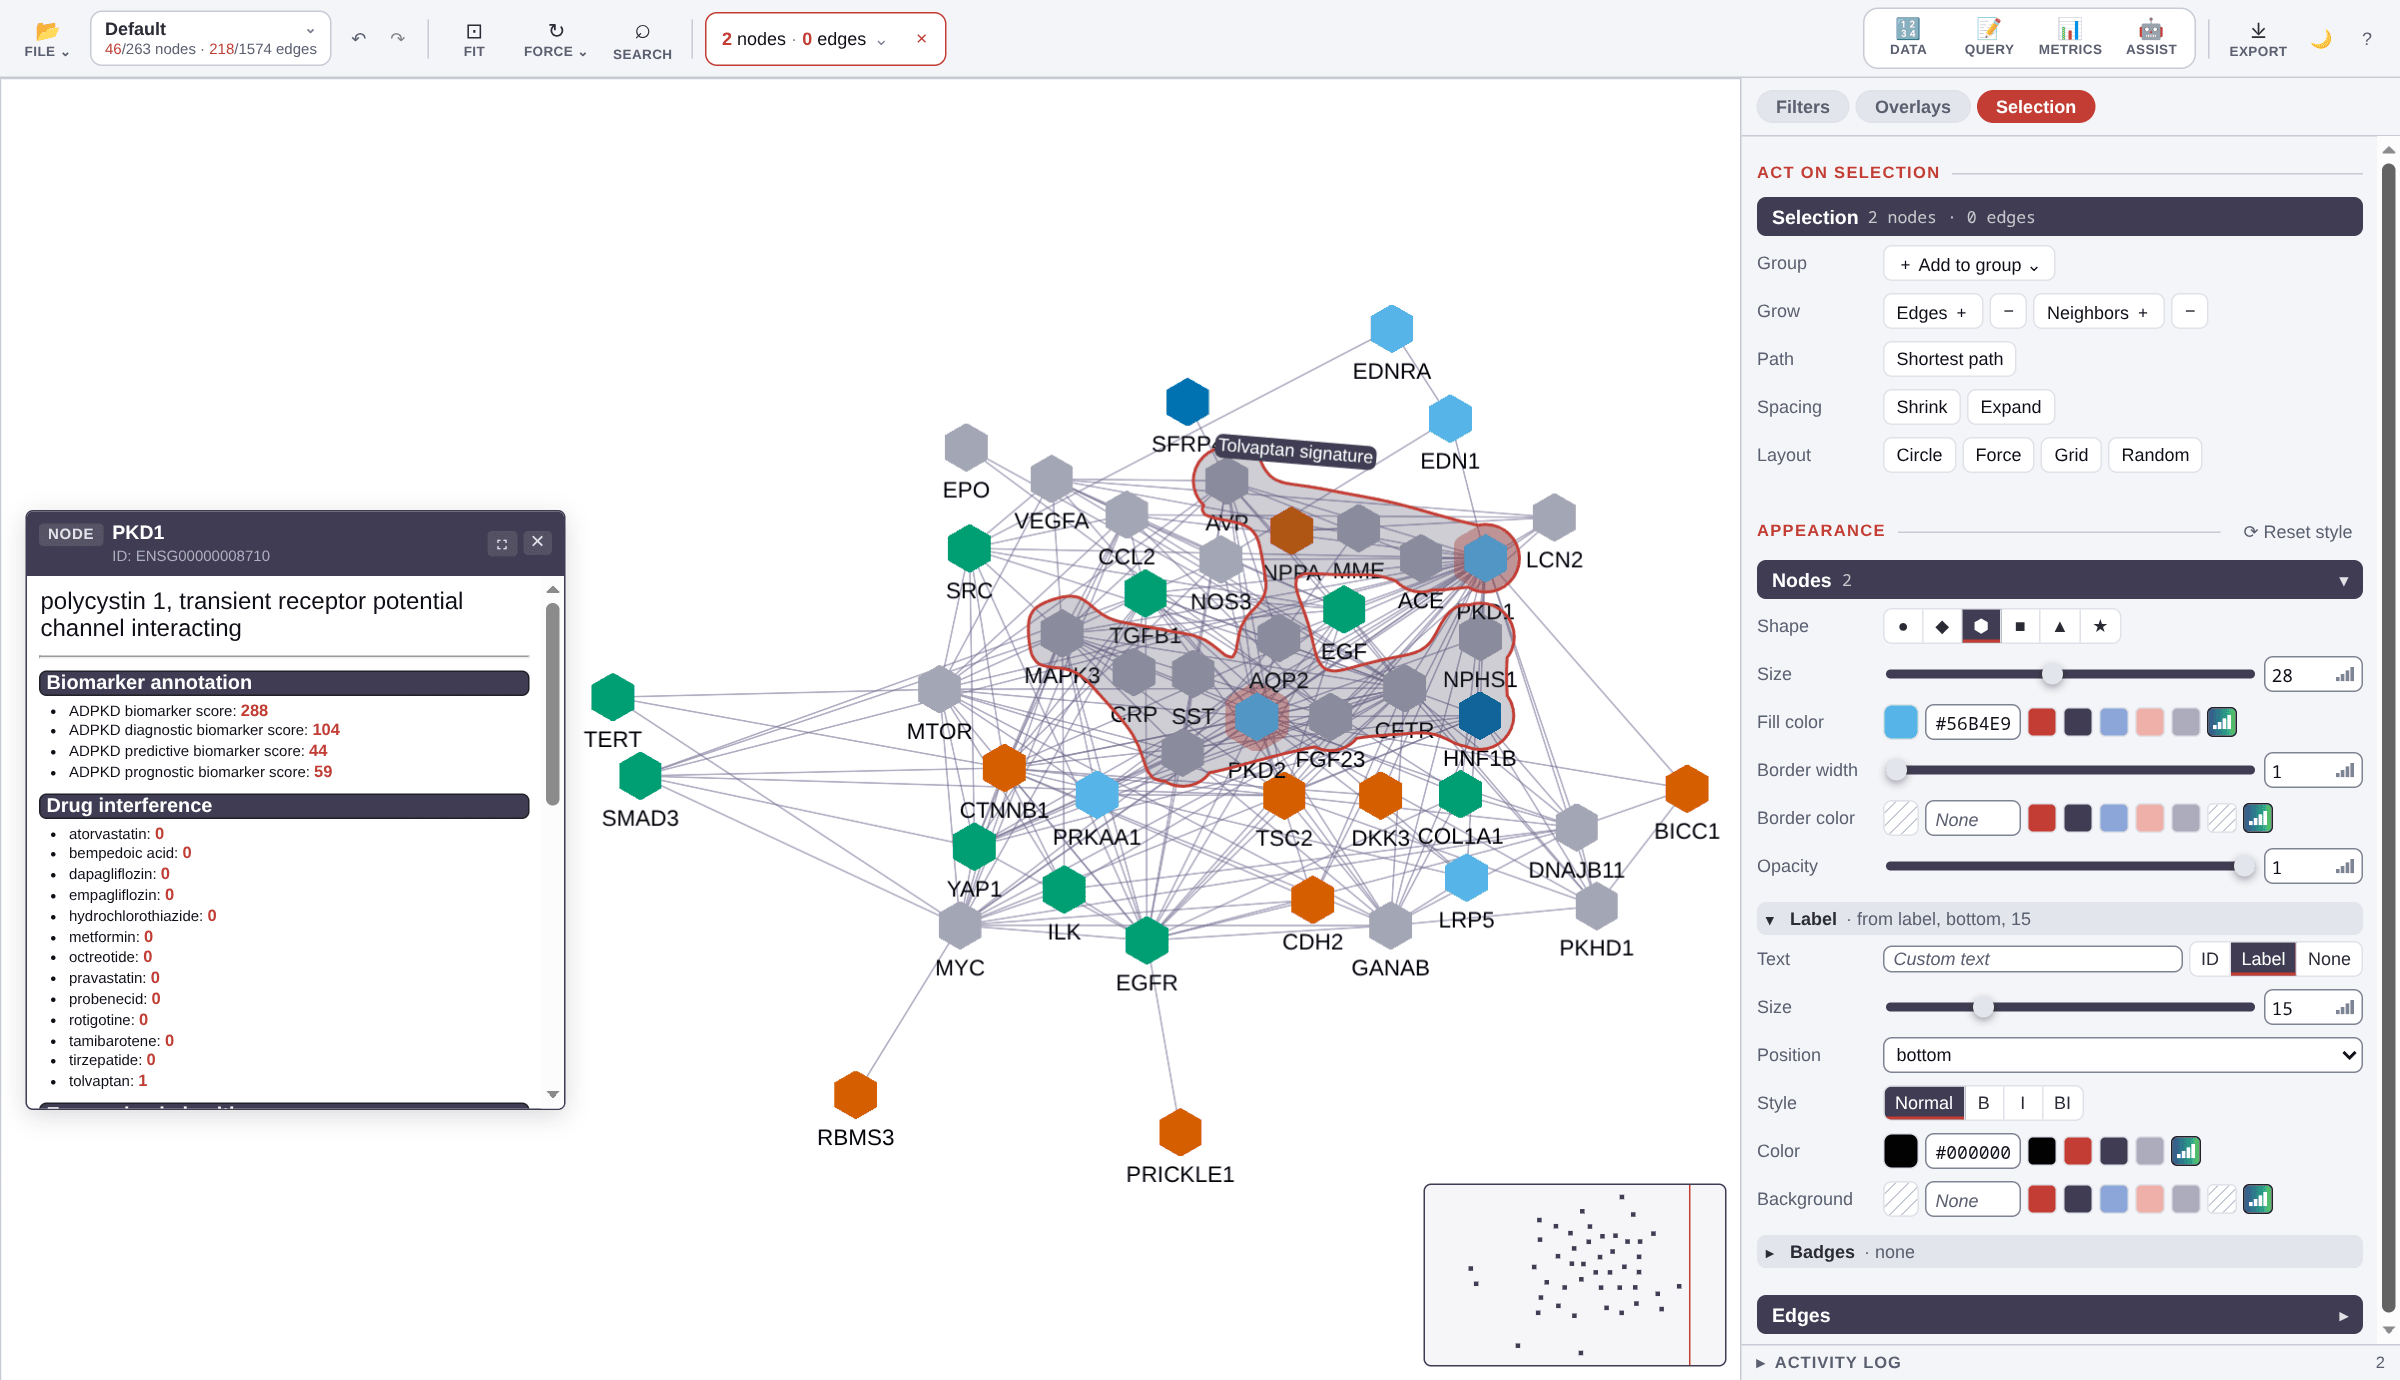 FILE
Default
46/263 nodes · 218/1574 edges
FIT
FORCE
SEARCH
2 nodes · 0 edges
DATA
QUERY
METRICS
ASSIST
EXPORT
?
Filters
Overlays
Selection
ACT ON SELECTION
Selection 2 nodes · 0 edges
Group
+ Add to group
Grow
Edges +
−
Neighbors +
−
Path
Shortest path
Spacing
Shrink
Expand
Layout
Circle
Force
Grid
Random
APPEARANCE
Reset style
Nodes 2
Shape
Size
28
Fill color
#56B4E9
Border width
1
Border color
None
Opacity
1
Label · from label, bottom, 15
Text
Custom text
ID
Label
None
Size
15
Position
bottom
Style
Normal
B
I
BI
Color
#000000
Background
None
Badges · none
Edges
ACTIVITY LOG
2
NODE
PKD1
ID: ENSG00000008710
polycystin 1, transient receptor potential
channel interacting
Biomarker annotation
• ADPKD biomarker score: 288
• ADPKD diagnostic biomarker score: 104
• ADPKD predictive biomarker score: 44
• ADPKD prognostic biomarker score: 59
Drug interference
• atorvastatin: 0
• bempedoic acid: 0
• dapagliflozin: 0
• empagliflozin: 0
• hydrochlorothiazide: 0
• metformin: 0
• octreotide: 0
• pravastatin: 0
• probenecid: 0
• rotigotine: 0
• tamibarotene: 0
• tirzepatide: 0
• tolvaptan: 1
EDNRA
Tolvaptan signature
EDN1
EPO
VEGFA
AVP
CCL2
NPPA
MME
LCN2
SRC
NOS3
ACE
PKD1
TGFB1
EGF
MAPK3
AQP2
NPHS1
CRP
SST
CFTR
MTOR
TERT
PKD2
FGF23
HNF1B
SMAD3
CTNNB1
PRKAA1
TSC2
DKK3
COL1A1
BICC1
YAP1
DNAJB11
ILK
LRP5
CDH2
PKHD1
MYC
EGFR
GANAB
RBMS3
PRICKLE1